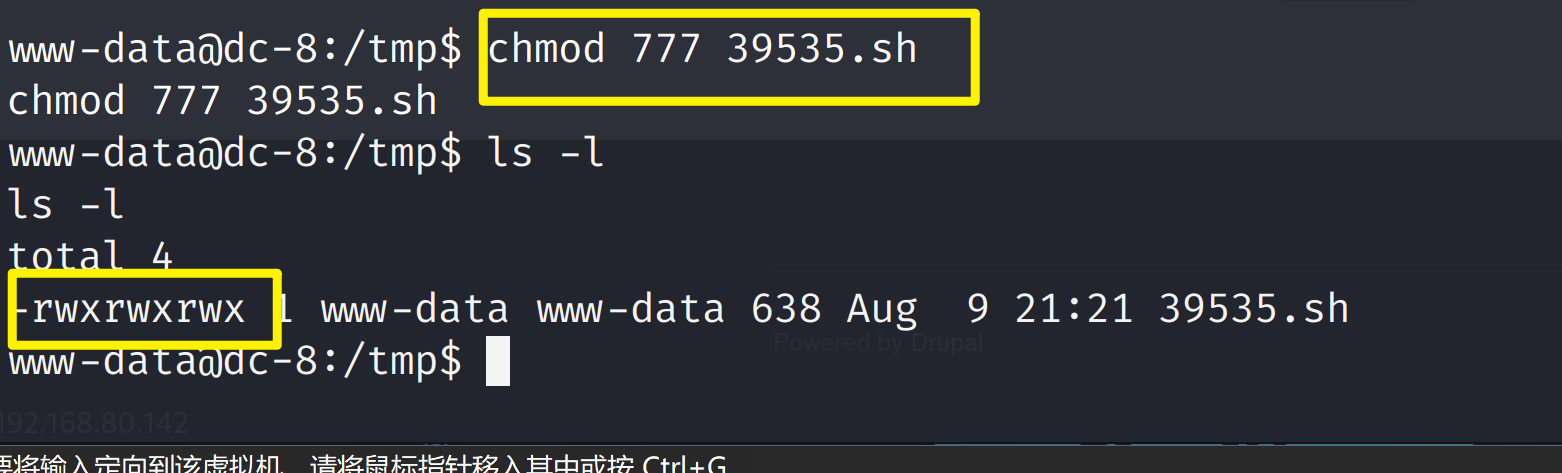 www-data@dc-8:/tmp$ chmod 777 39535.sh
chmod 777 39535.sh
www-data@dc-8:/tmp$ ls -l
ls -l
total 4
-rwxrwxrwx 1 www-data www-data 638 Aug  9 21:21 39535.sh
Powered by Drupal
www-data@dc-8:/tmp$
192.168.80.142
要将输入定向到该虚拟机，请将鼠标指针移入其中或按 Ctrl+G